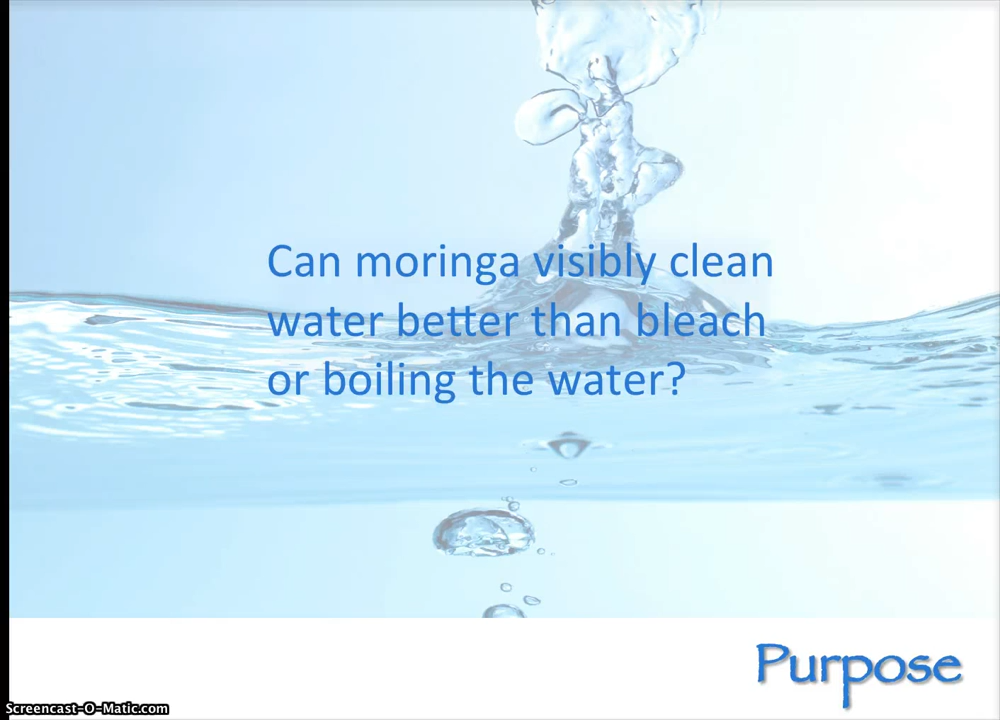 Can moringa visibly clean
water better than bleach
or boiling the water?
Purpose
Screencast-O-Matic.com